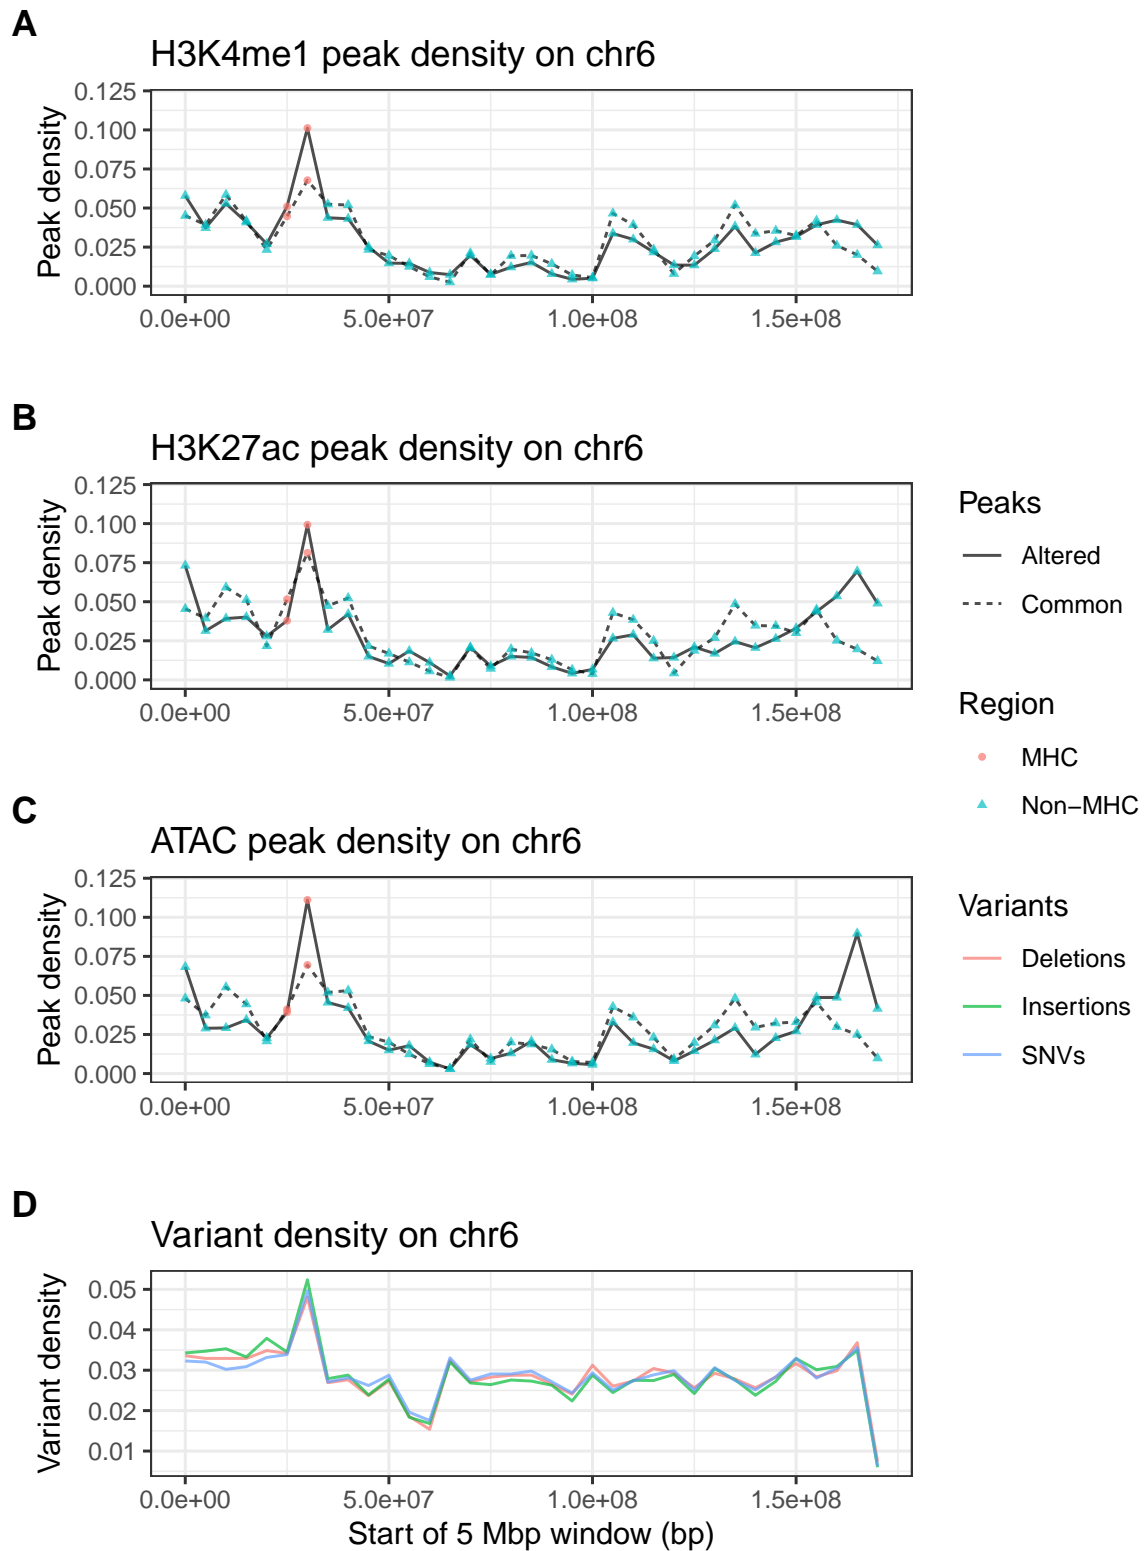 A
H3K4me1 peak density on chr6
Peak density
0.125
0.100
0.075
0.050
0.025
0.000
0.0e+00 5.0e+07 1.0e+08 1.5e+08
B
H3K27ac peak density on chr6
Peak density
0.125
0.100
0.075
0.050
0.025
0.000
0.0e+00 5.0e+07 1.0e+08 1.5e+08
Peaks
Altered
Common
Region
MHC
Non−MHC
Variants
Deletions
Insertions
SNVs
C
ATAC peak density on chr6
Peak density
0.125
0.100
0.075
0.050
0.025
0.000
0.0e+00 5.0e+07 1.0e+08 1.5e+08
D
Variant density on chr6
Variant density
0.05
0.04
0.03
0.02
0.01
0.0e+00 5.0e+07 1.0e+08 1.5e+08
Start of 5 Mbp window (bp)